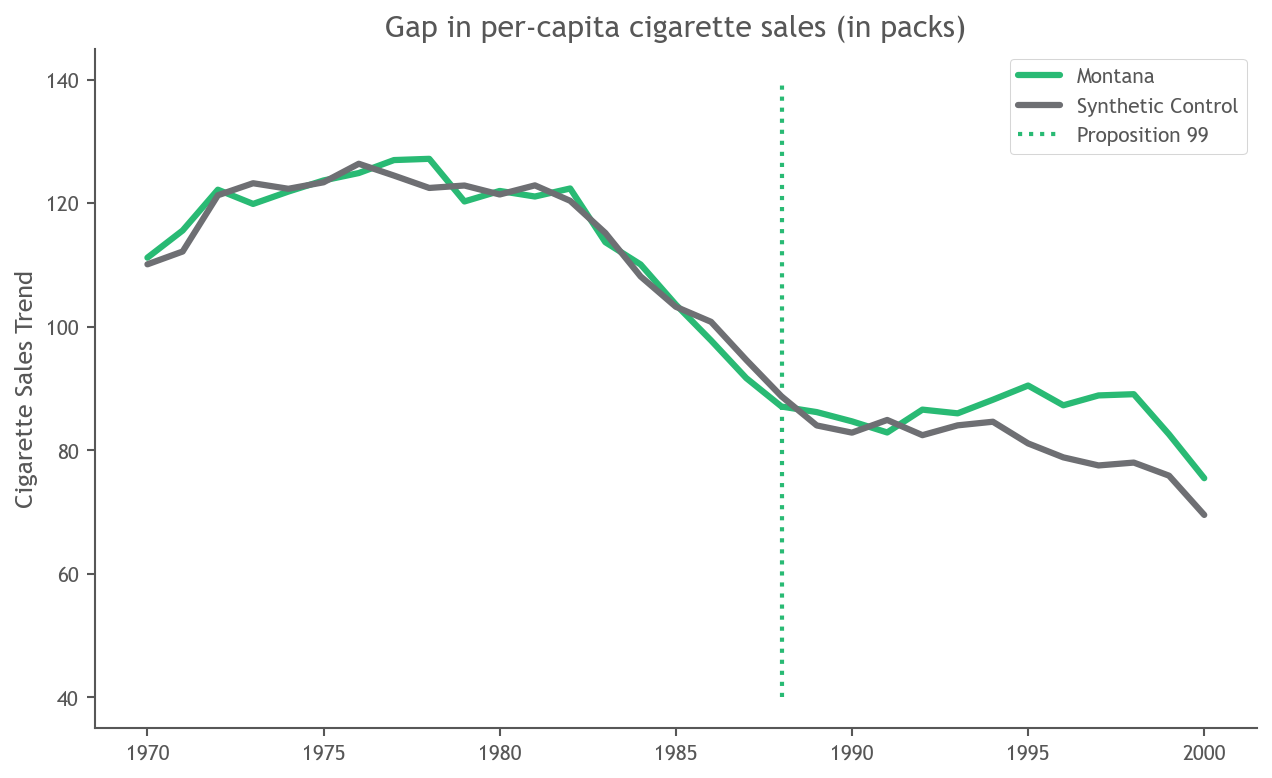 Gap in per-capita cigarette sales (in packs)
Montana
Synthetic Control
Proposition 99
Cigarette Sales Trend
140
120
100
80
60
40
1970 1975 1980 1985 1990 1995 2000